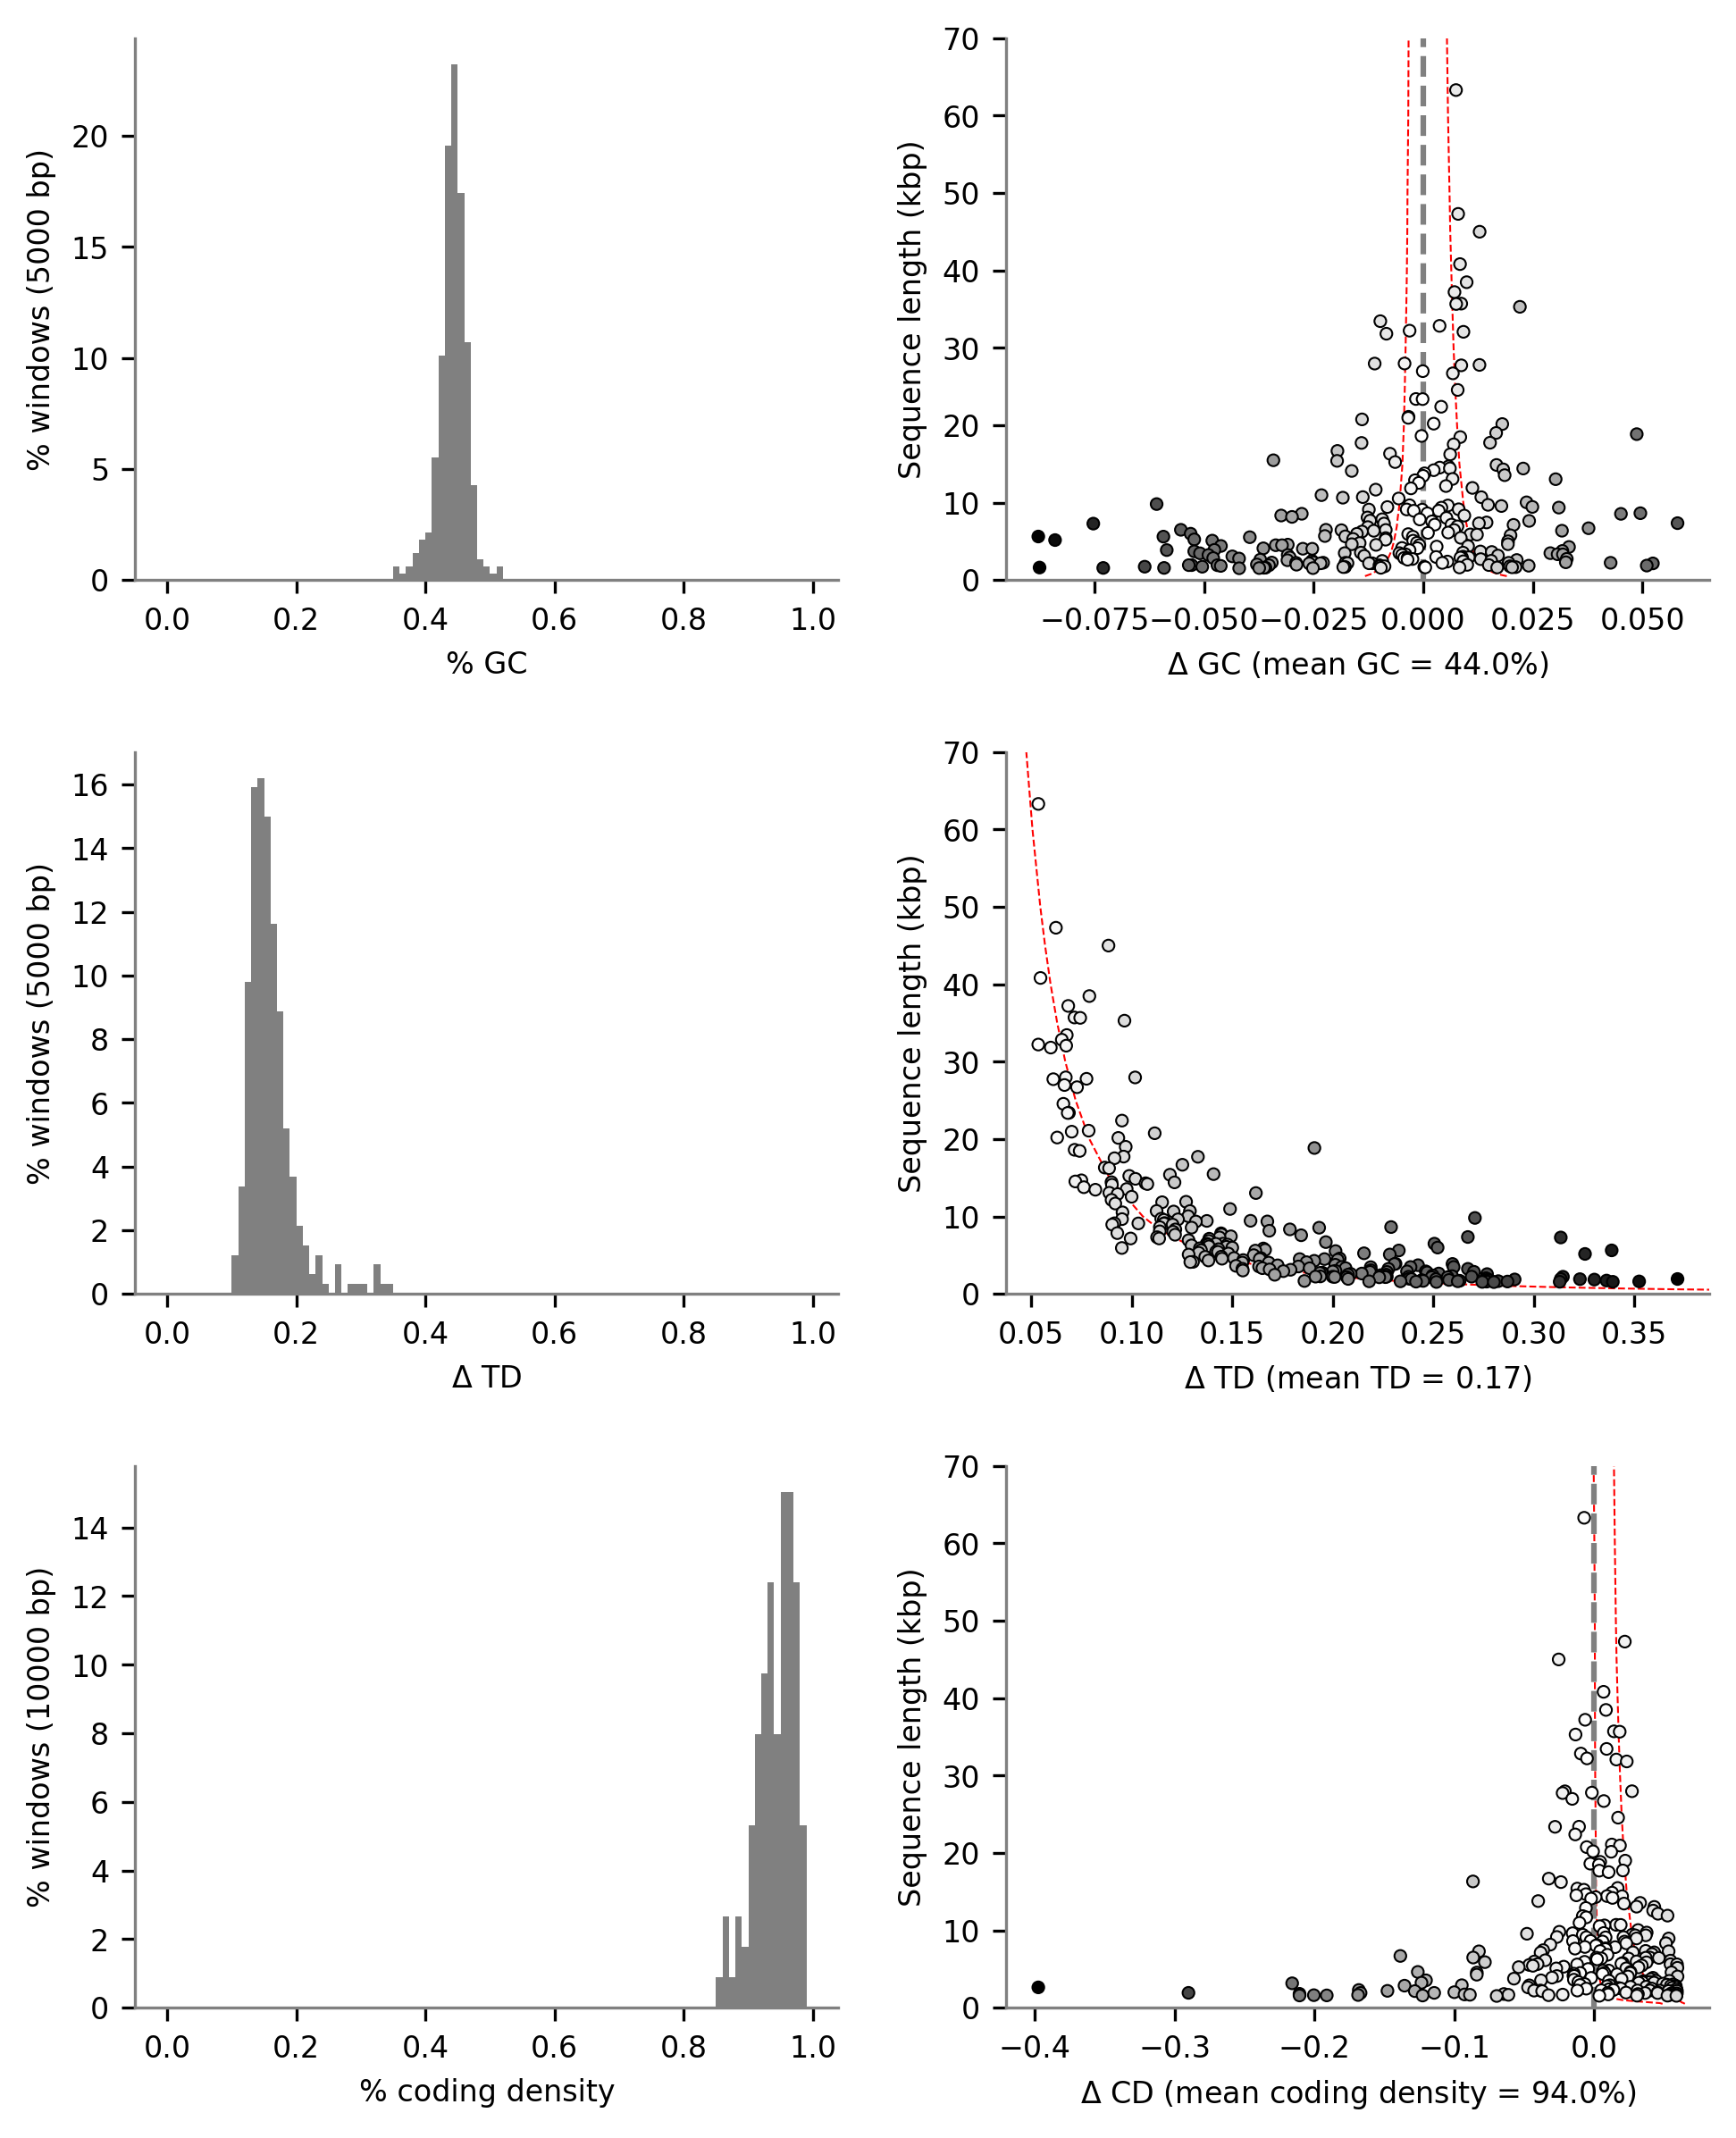 % windows (5000 bp)
20
15
10
5
0
0.0 0.2 0.4 0.6 0.8 1.0
% GC
Sequence length (kbp)
70
60
50
40
30
20
10
0
−0.075 −0.050 −0.025 0.000 0.025 0.050
Δ GC (mean GC = 44.0%)
% windows (5000 bp)
16
14
12
10
8
6
4
2
0
0.0 0.2 0.4 0.6 0.8 1.0
Δ TD
Sequence length (kbp)
70
60
50
40
30
20
10
0
0.05 0.10 0.15 0.20 0.25 0.30 0.35
Δ TD (mean TD = 0.17)
% windows (10000 bp)
14
12
10
8
6
4
2
0
0.0 0.2 0.4 0.6 0.8 1.0
% coding density
Sequence length (kbp)
70
60
50
40
30
20
10
0
−0.4 −0.3 −0.2 −0.1 0.0
Δ CD (mean coding density = 94.0%)